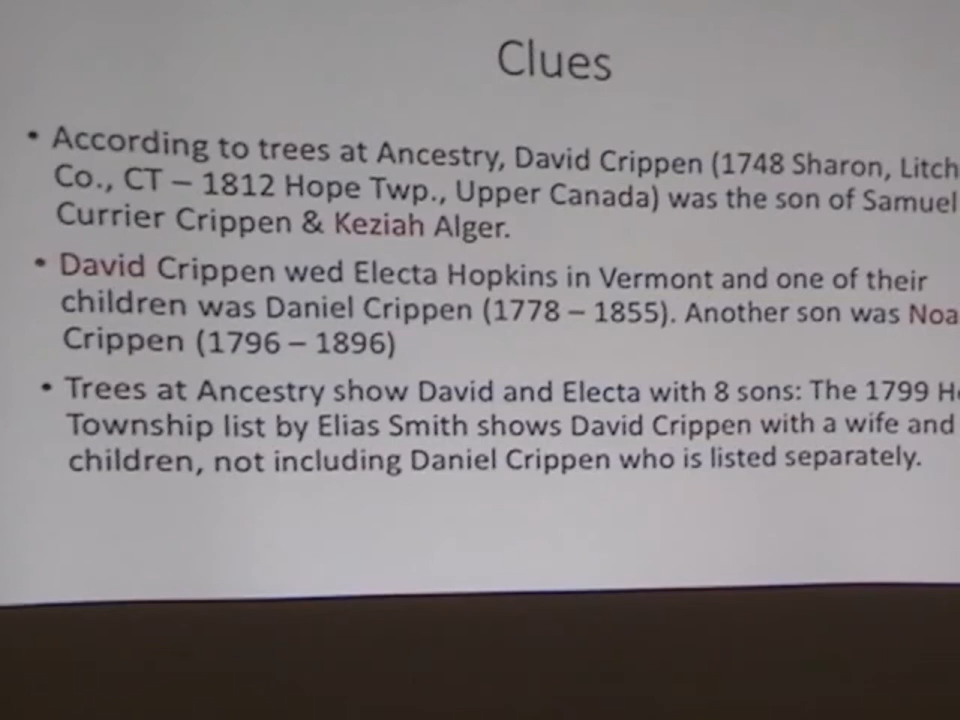 Clues
• According to trees at Ancestry, David Crippen (1748 Sharon, Litch
Co., CT – 1812 Hope Twp., Upper Canada) was the son of Samuel
Currier Crippen & Keziah Alger.
• David Crippen wed Electa Hopkins in Vermont and one of their
children was Daniel Crippen (1778 – 1855). Another son was Noa
Crippen (1796 – 1896)
• Trees at Ancestry show David and Electa with 8 sons: The 1799 H
Township list by Elias Smith shows David Crippen with a wife and
children, not including Daniel Crippen who is listed separately.